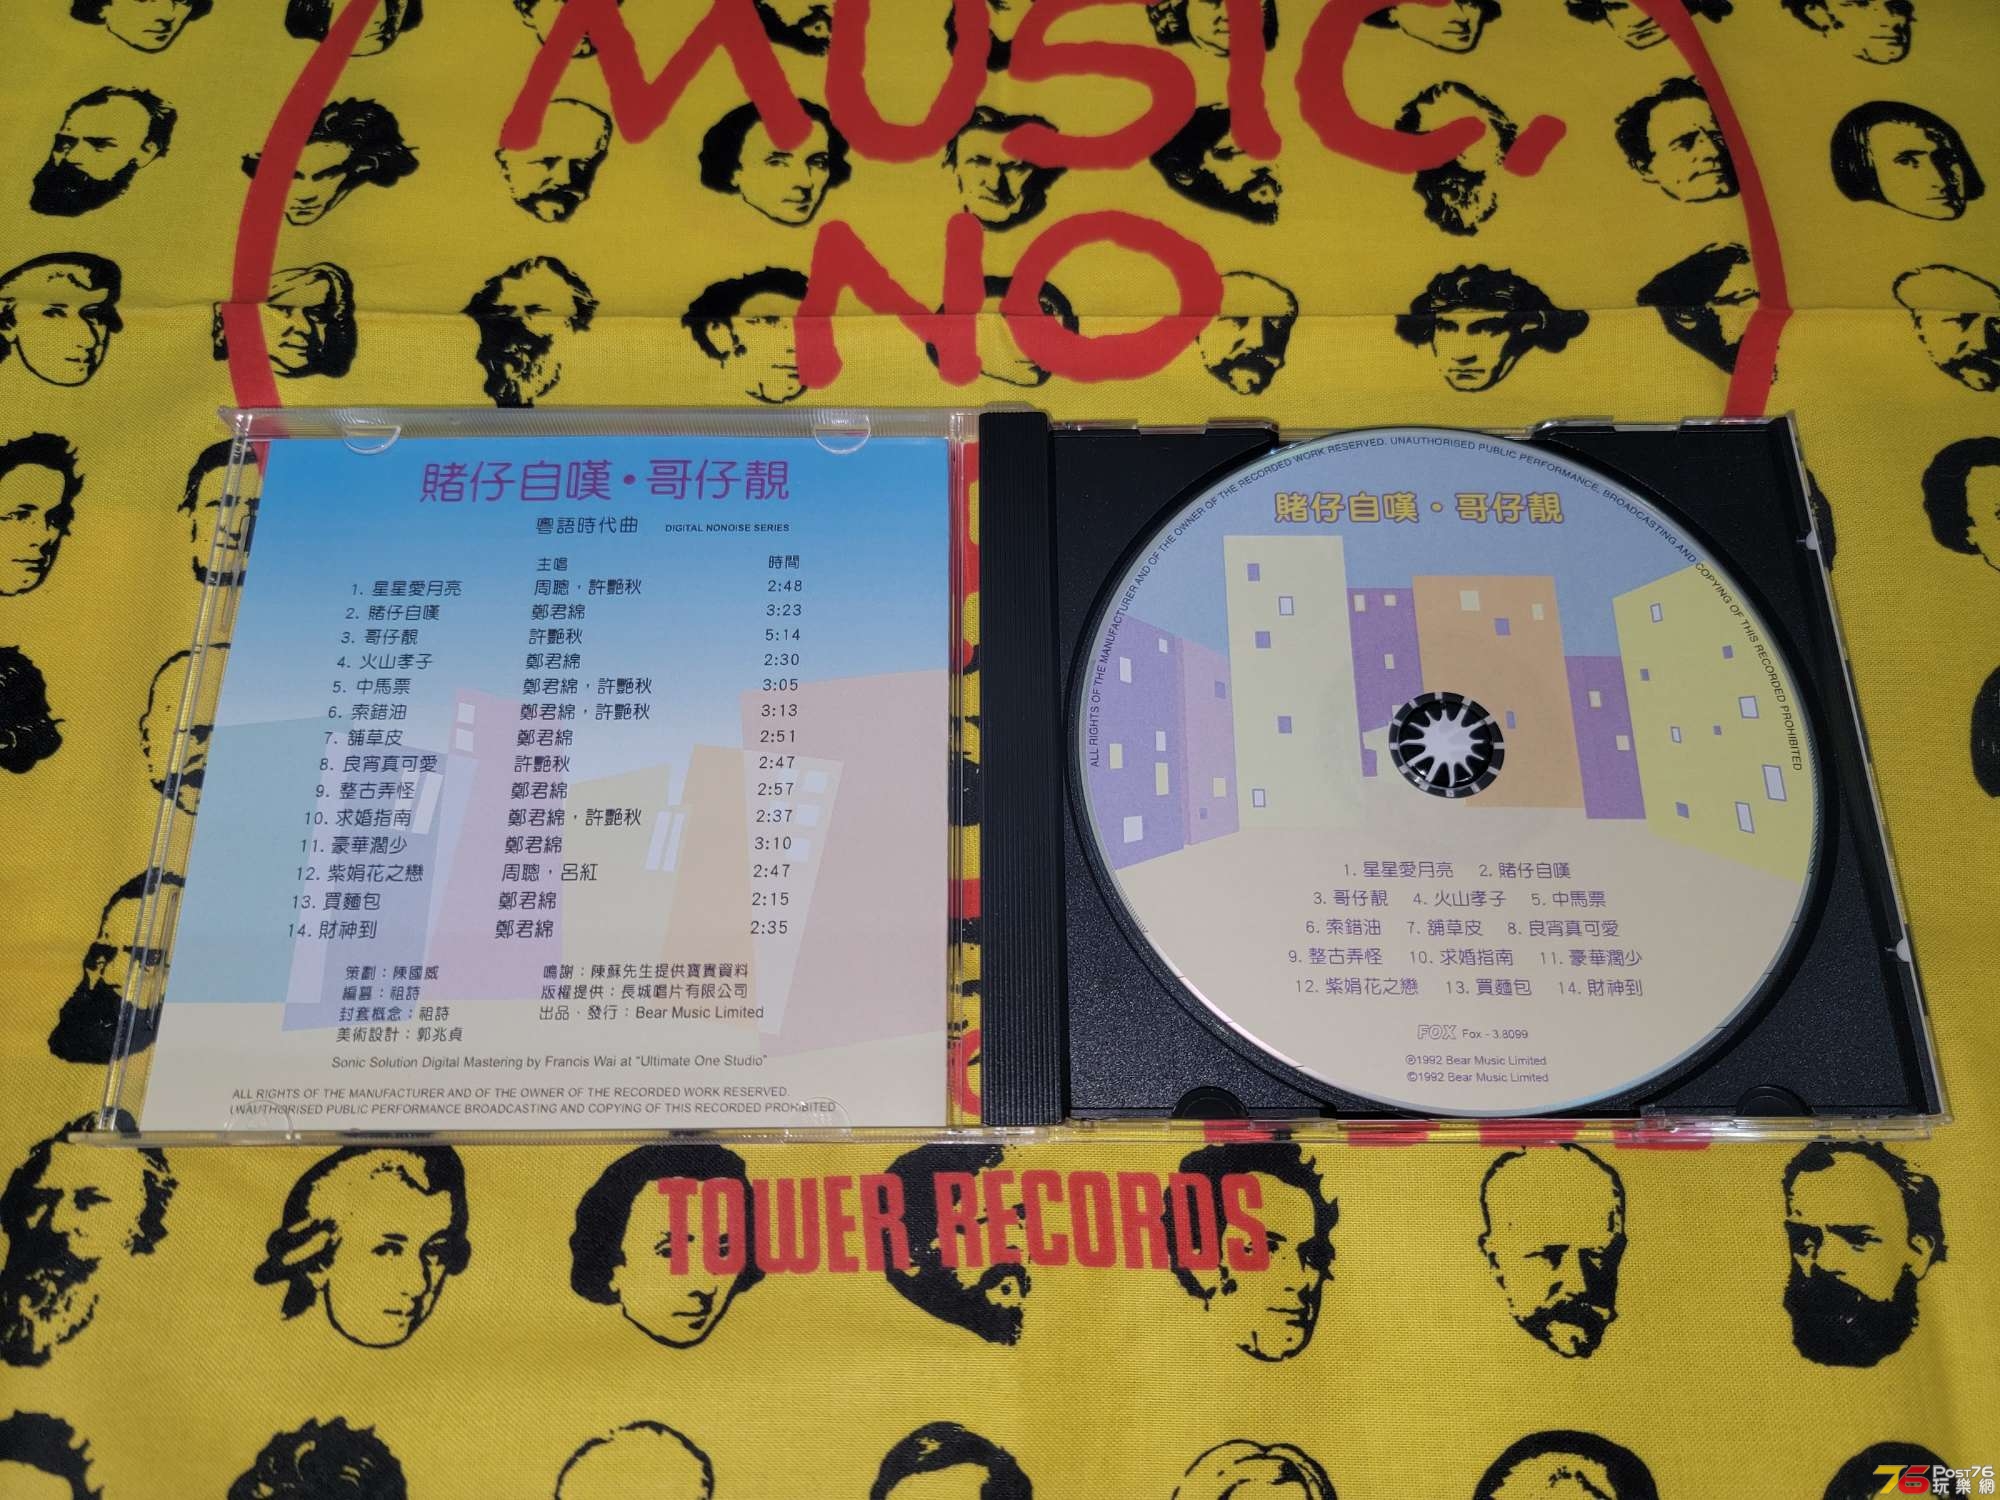 MUSIC,
NO
賭仔自嘆•哥仔靚
粵語時代曲 DIGITAL NONOISE SERIES
主唱 時間
1. 星星愛月亮 周聰，許艷秋 2:48
2. 賭仔自嘆 鄭君綿 3:23
3. 哥仔靚 許艷秋 5:14
4. 火山孝子 鄭君綿 2:30
5. 中馬票 鄭君綿，許艷秋 3:05
6. 索錯油 鄭君綿，許艷秋 3:13
7. 舖草皮 鄭君綿 2:51
8. 良宵真可愛 許艷秋 2:47
9. 整古弄怪 鄭君綿 2:57
10. 求婚指南 鄭君綿，許艷秋 2:37
11. 豪華濶少 鄭君綿 3:10
12. 紫娟花之戀 周聰，呂紅 2:47
13. 買麵包 鄭君綿 2:15
14. 財神到 鄭君綿 2:35
策劃：陳國威 鳴謝：陳蘇先生提供寶貴資料
編纂：祖詩 版權提供：長城唱片有限公司
封套概念：祖詩 出品．發行：Bear Music Limited
美術設計：郭兆貞
Sonic Solution Digital Mastering by Francis Wai at "Ultimate One Studio"
ALL RIGHTS OF THE MANUFACTURER AND OF THE OWNER OF THE RECORDED WORK RESERVED.
UNAUTHORISED PUBLIC PERFORMANCE BROADCASTING AND COPYING OF THIS RECORDED PROHIBITED
ALL RIGHTS OF THE MANUFACTURER AND OF THE OWNER OF THE RECORDED WORK RESERVED. UNAUTHORISED PUBLIC PERFORMANCE, BROADCASTING AND COPYING OF THIS RECORDED PROHIBITED
賭仔自嘆•哥仔靚
1. 星星愛月亮 2. 賭仔自嘆
3. 哥仔靚 4. 火山孝子 5. 中馬票
6. 索錯油 7. 舖草皮 8. 良宵真可愛
9. 整古弄怪 10. 求婚指南 11. 豪華濶少
12. 紫娟花之戀 13. 買麵包 14. 財神到
FOX Fox - 3.8099
℗1992 Bear Music Limited
©1992 Bear Music Limited
TOWER RECORDS
76 POST76
玩樂網